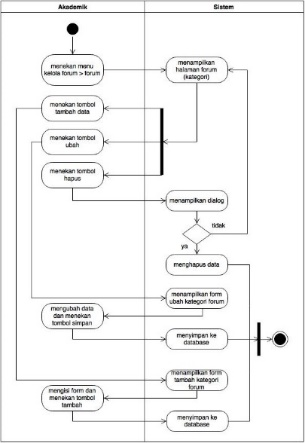 Akademik
Sistem
menekan menu
kelola forum > forum
menampilkan
halaman forum
(kategori)
menekan tombol
tambah data
menekan tombol
ubah
menekan tombol
hapus
menampilkan dialog
tidak
ya
menghapus data
menampilkan form
ubah kategori forum
mengubah data
dan menekan
tombol simpan
menyimpan ke
database
menampilkan form
tambah kategori
forum
mengisi form dan
menekan tombol
tambah
menyimpan ke
database